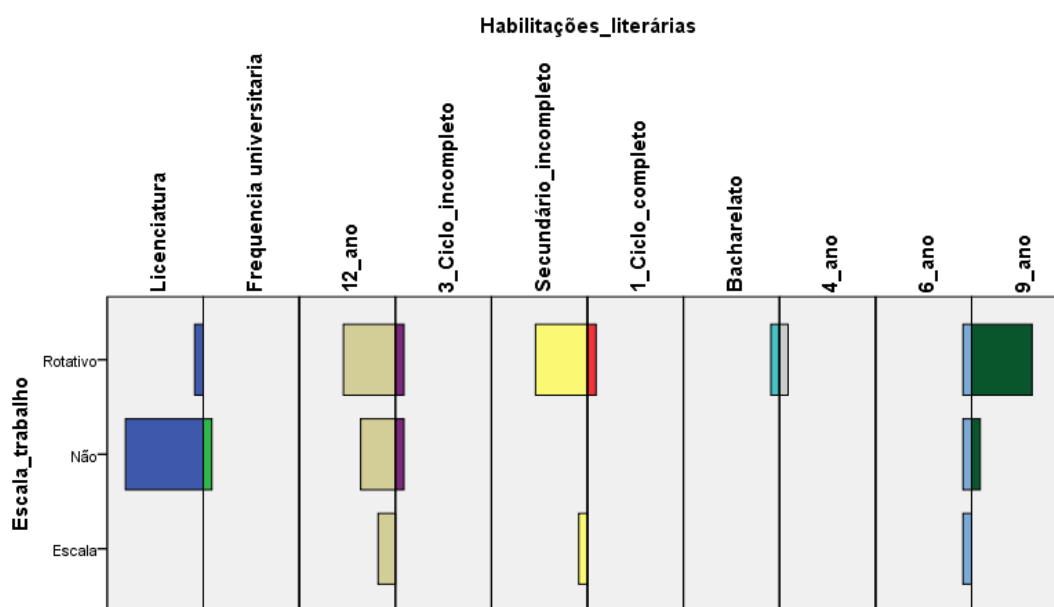 Habilitações_literárias
Licenciatura
Frequencia universitaria
12_ano
3_Ciclo_incompleto
Secundário_incompleto
1_Ciclo_completo
Bacharelato
4_ano
6_ano
9_ano
Escala_trabalho
Rotativo
Não
Escala